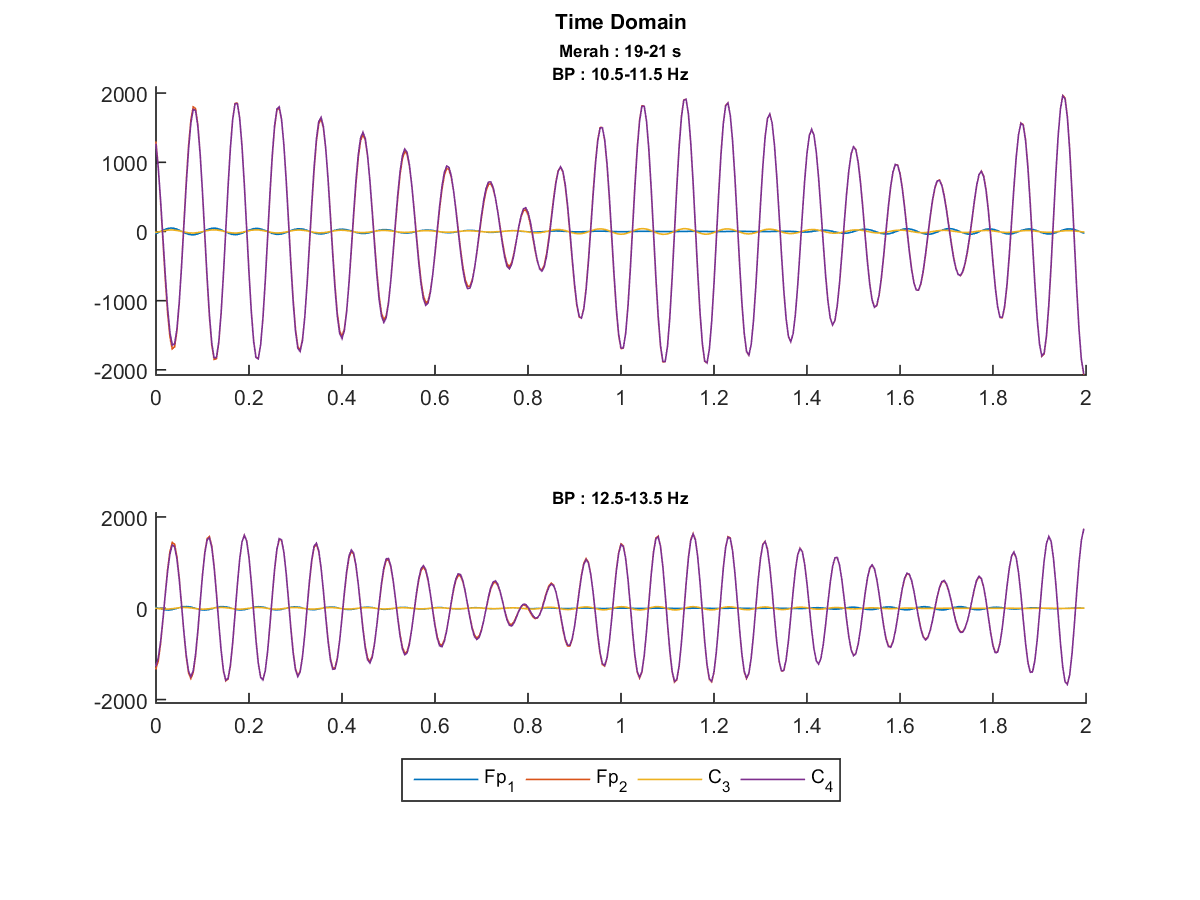 Time Domain
Merah : 19-21 s
BP : 10.5-11.5 Hz
2000
1000
0
-1000
-2000
0 0.2 0.4 0.6 0.8 1 1.2 1.4 1.6 1.8 2
BP : 12.5-13.5 Hz
2000
0
-2000
0 0.2 0.4 0.6 0.8 1 1.2 1.4 1.6 1.8 2
Fp1 Fp2 C3 C4